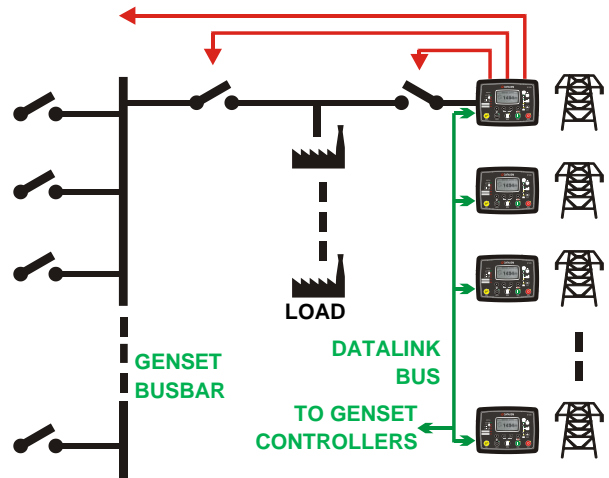 LOAD
GENSET
BUSBAR
DATALINK
BUS
TO GENSET
CONTROLLERS